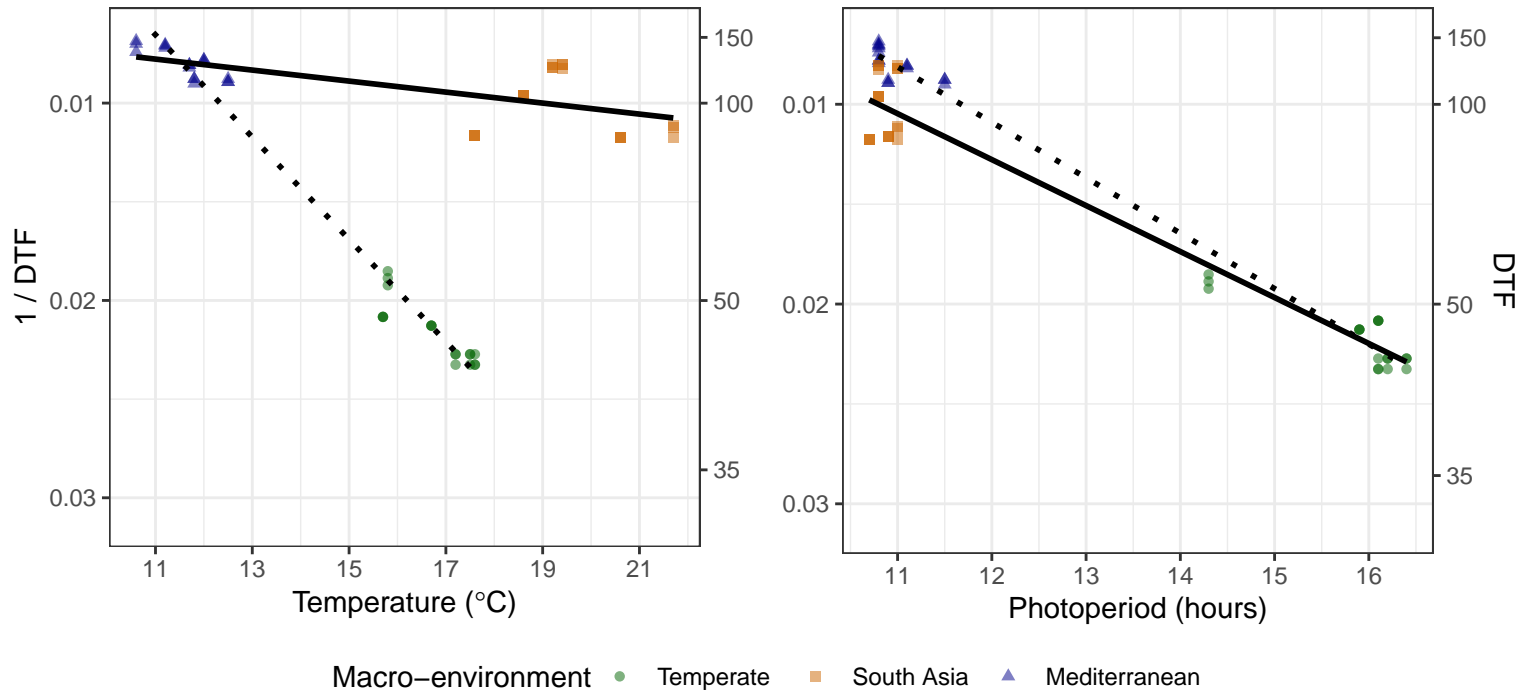 0.01
0.02
0.03
1 / DTF
150
100
50
35
11 13 15 17 19 21
Temperature (°C)
0.01
0.02
0.03
150
100
50
35
DTF
11 12 13 14 15 16
Photoperiod (hours)
Macro−environment Temperate South Asia Mediterranean